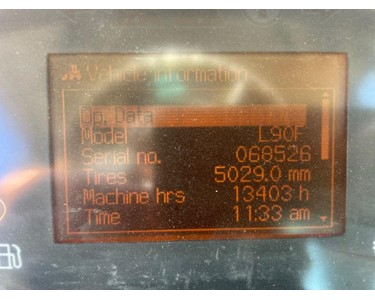 Vehicle information
Op. Data
Model L90F
Serial no. 068526
Tires 5029.0 mm
Machine hrs 13403 h
Time 11:33 am